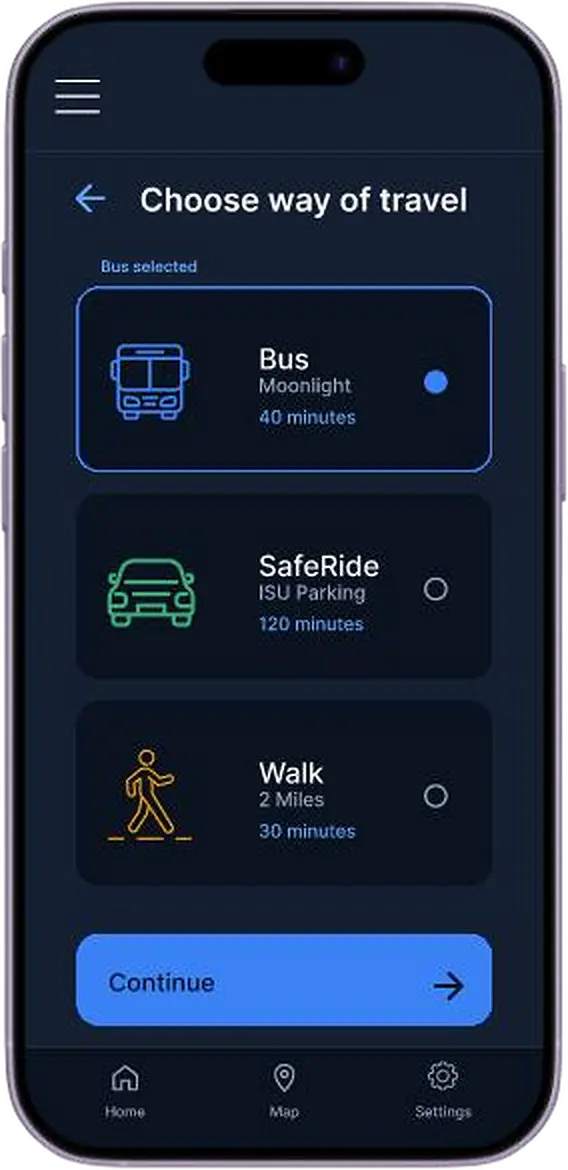 Choose way of travel
Bus selected
Bus
Moonlight
40 minutes
SafeRide
ISU Parking
120 minutes
Walk
2 Miles
30 minutes
Continue
Home
Map
Settings